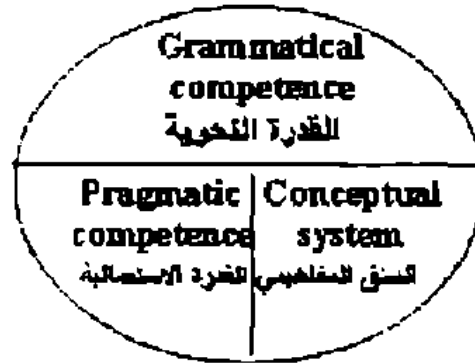 Grammatical
competence
القدرة النحوية
Pragmatic
competence
القدرة الاستعمالية
Conceptual
system
النسق المفاهيمي